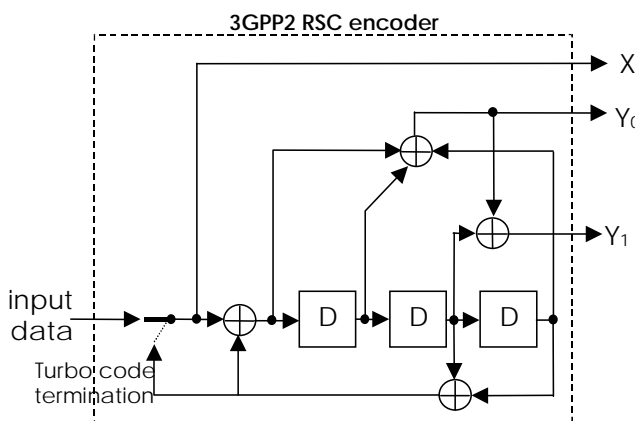 3GPP2 RSC encoder
X
Y₀
Y₁
input
data
D D D
Turbo code
termination